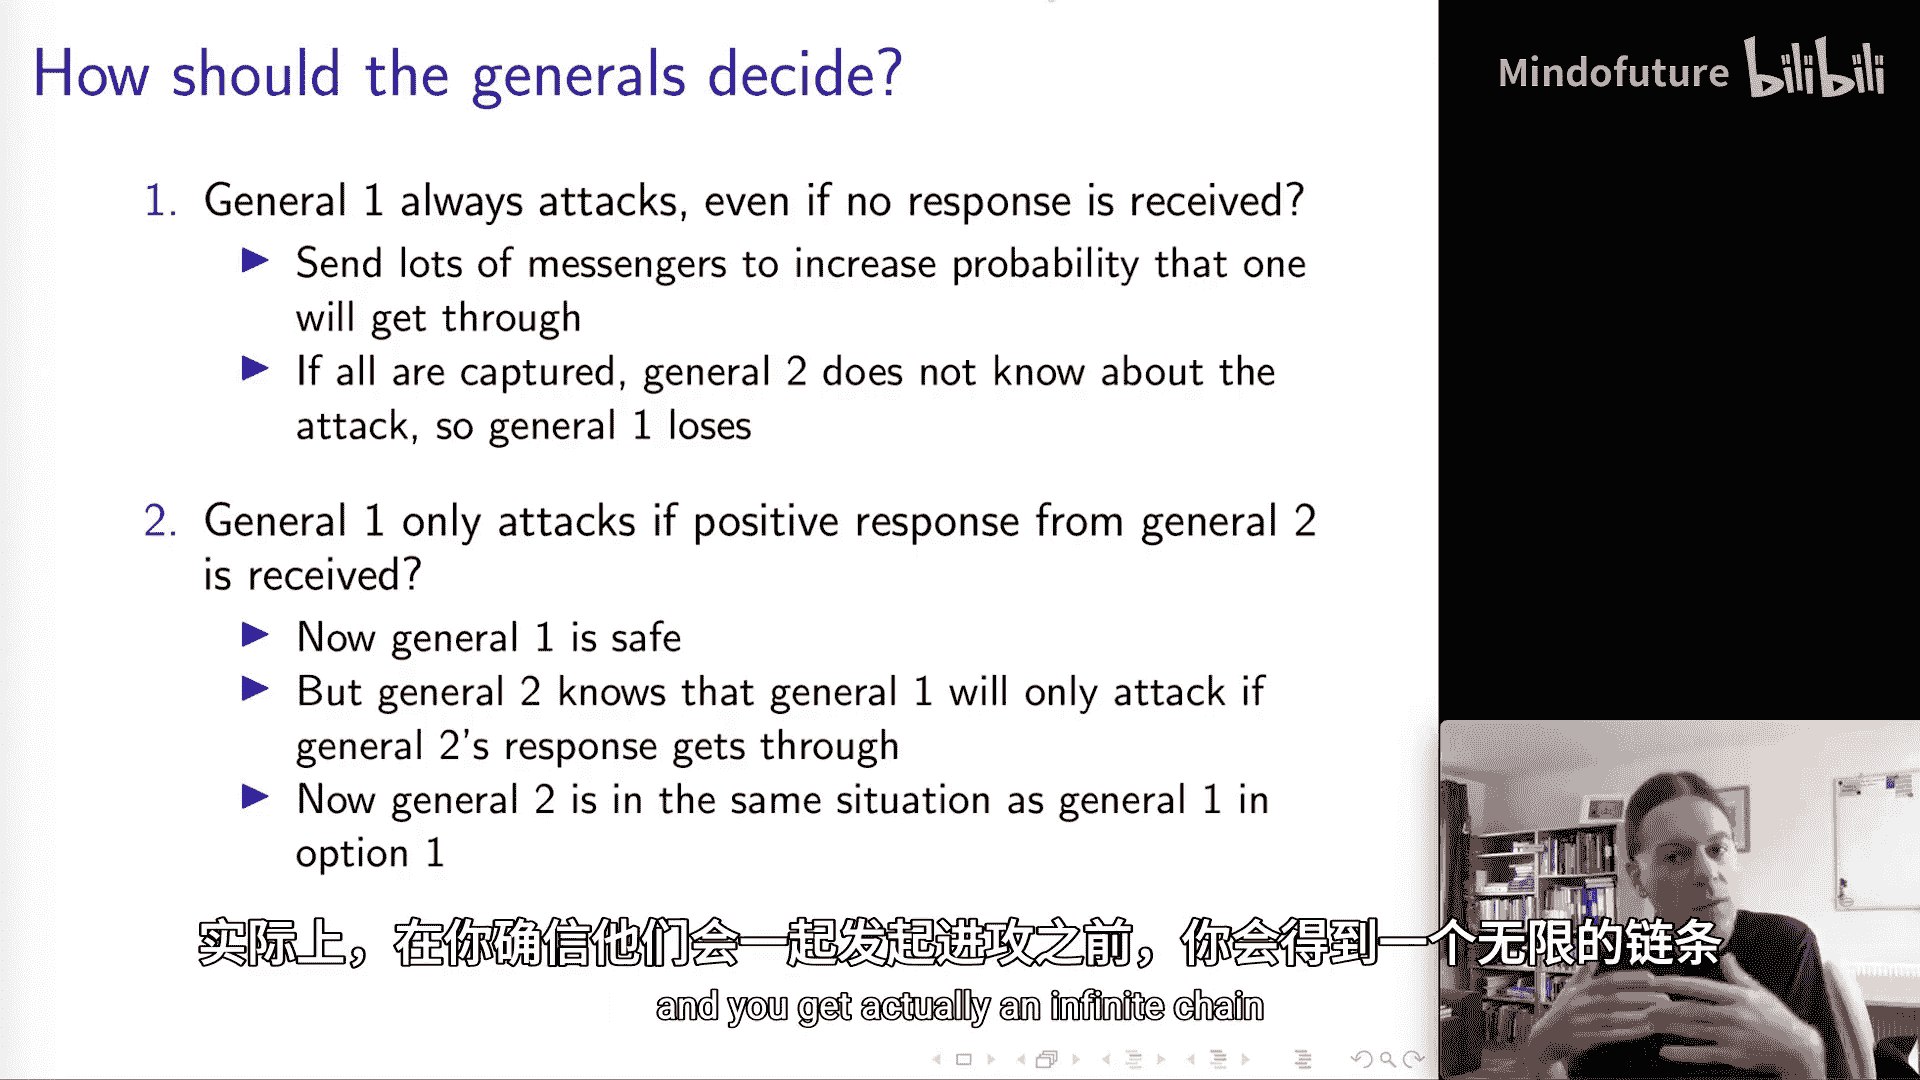 How should the generals decide?
Mindofuture bilibili
1. General 1 always attacks, even if no response is received?
Send lots of messengers to increase probability that one
will get through
If all are captured, general 2 does not know about the
attack, so general 1 loses
2. General 1 only attacks if positive response from general 2
is received?
Now general 1 is safe
But general 2 knows that general 1 will only attack if
general 2's response gets through
Now general 2 is in the same situation as general 1 in
option 1
实际上，在你确信他们会一起发起进攻之前，你会得到一个无限的链条
and you get actually an infinite chain